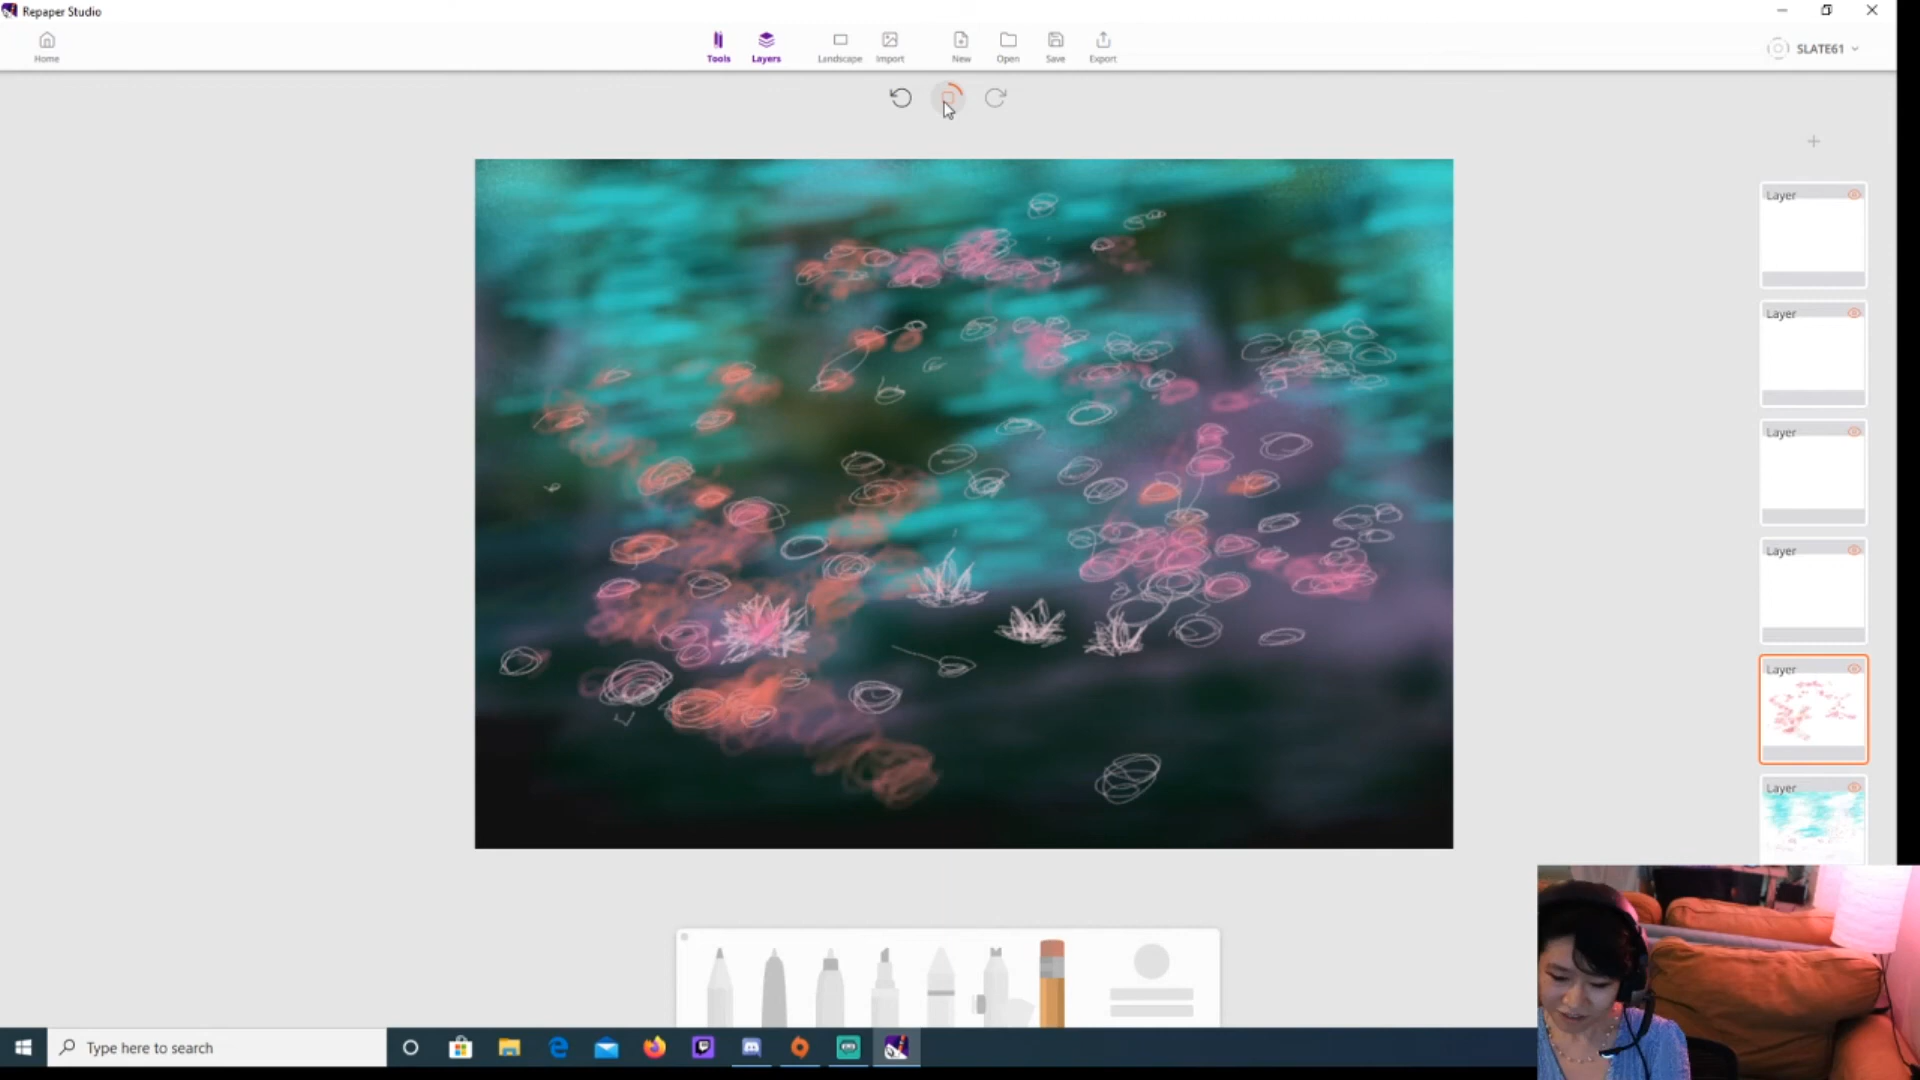 Repaper Studio
Home
Tools
Layers
Landscape
Import
New
Open
Save
Export
SLATE61
Layer
Layer
Layer
Layer
Layer
Layer
Type here to search